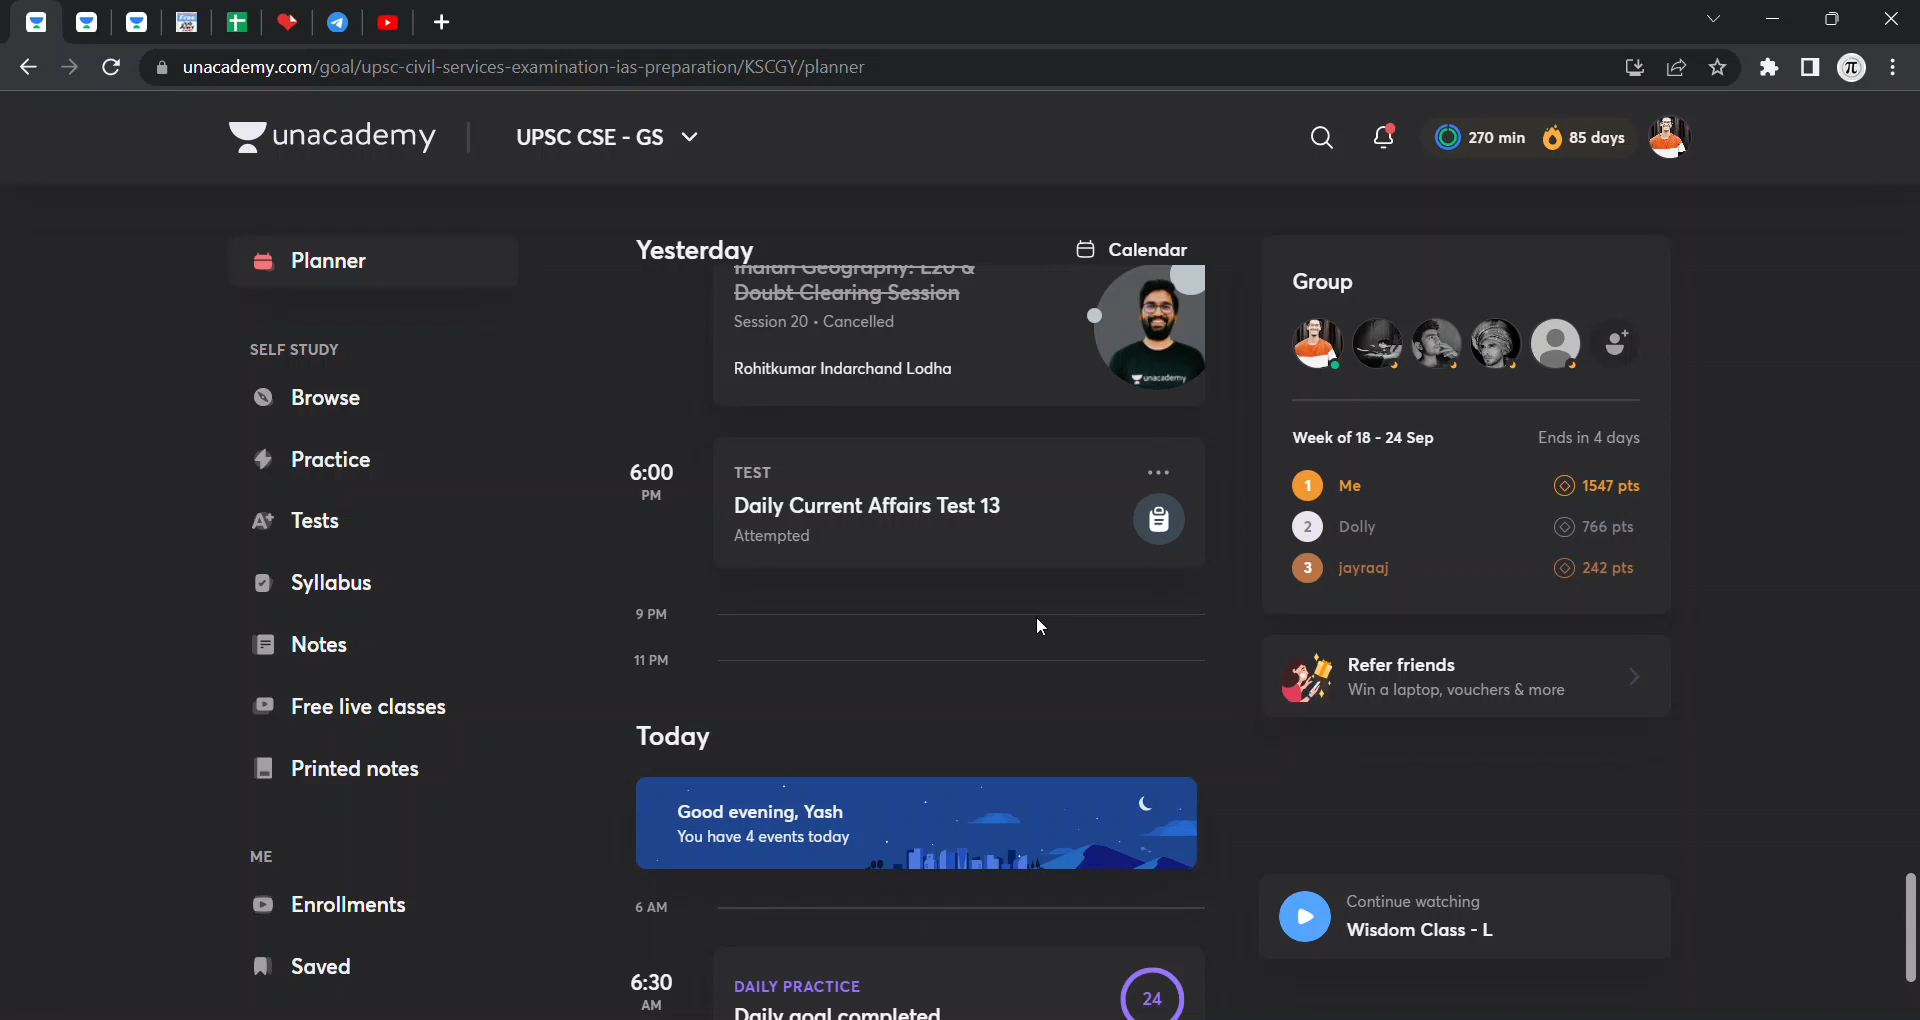 unacademy.com/goal/upsc-civil-services-examination-ias-preparation/KSCGY/planner
unacademy
UPSC CSE - GS
270 min
85 days
Planner
SELF STUDY
Browse
Practice
Tests
Syllabus
Notes
Free live classes
Printed notes
ME
Enrollments
Saved
Yesterday
Calendar
Indian Geography: L20 &
Doubt Clearing Session
Session 20 • Cancelled
Rohitkumar Indarchand Lodha
unacademy
6:00
PM
TEST
Daily Current Affairs Test 13
Attempted
9 PM
11 PM
Today
Good evening, Yash
You have 4 events today
6 AM
6:30
AM
DAILY PRACTICE
Daily goal completed
24
Group
Week of 18 - 24 Sep
Ends in 4 days
1 Me 1547 pts
2 Dolly 766 pts
3 jayraaj 242 pts
Refer friends
Win a laptop, vouchers & more
Continue watching
Wisdom Class - L